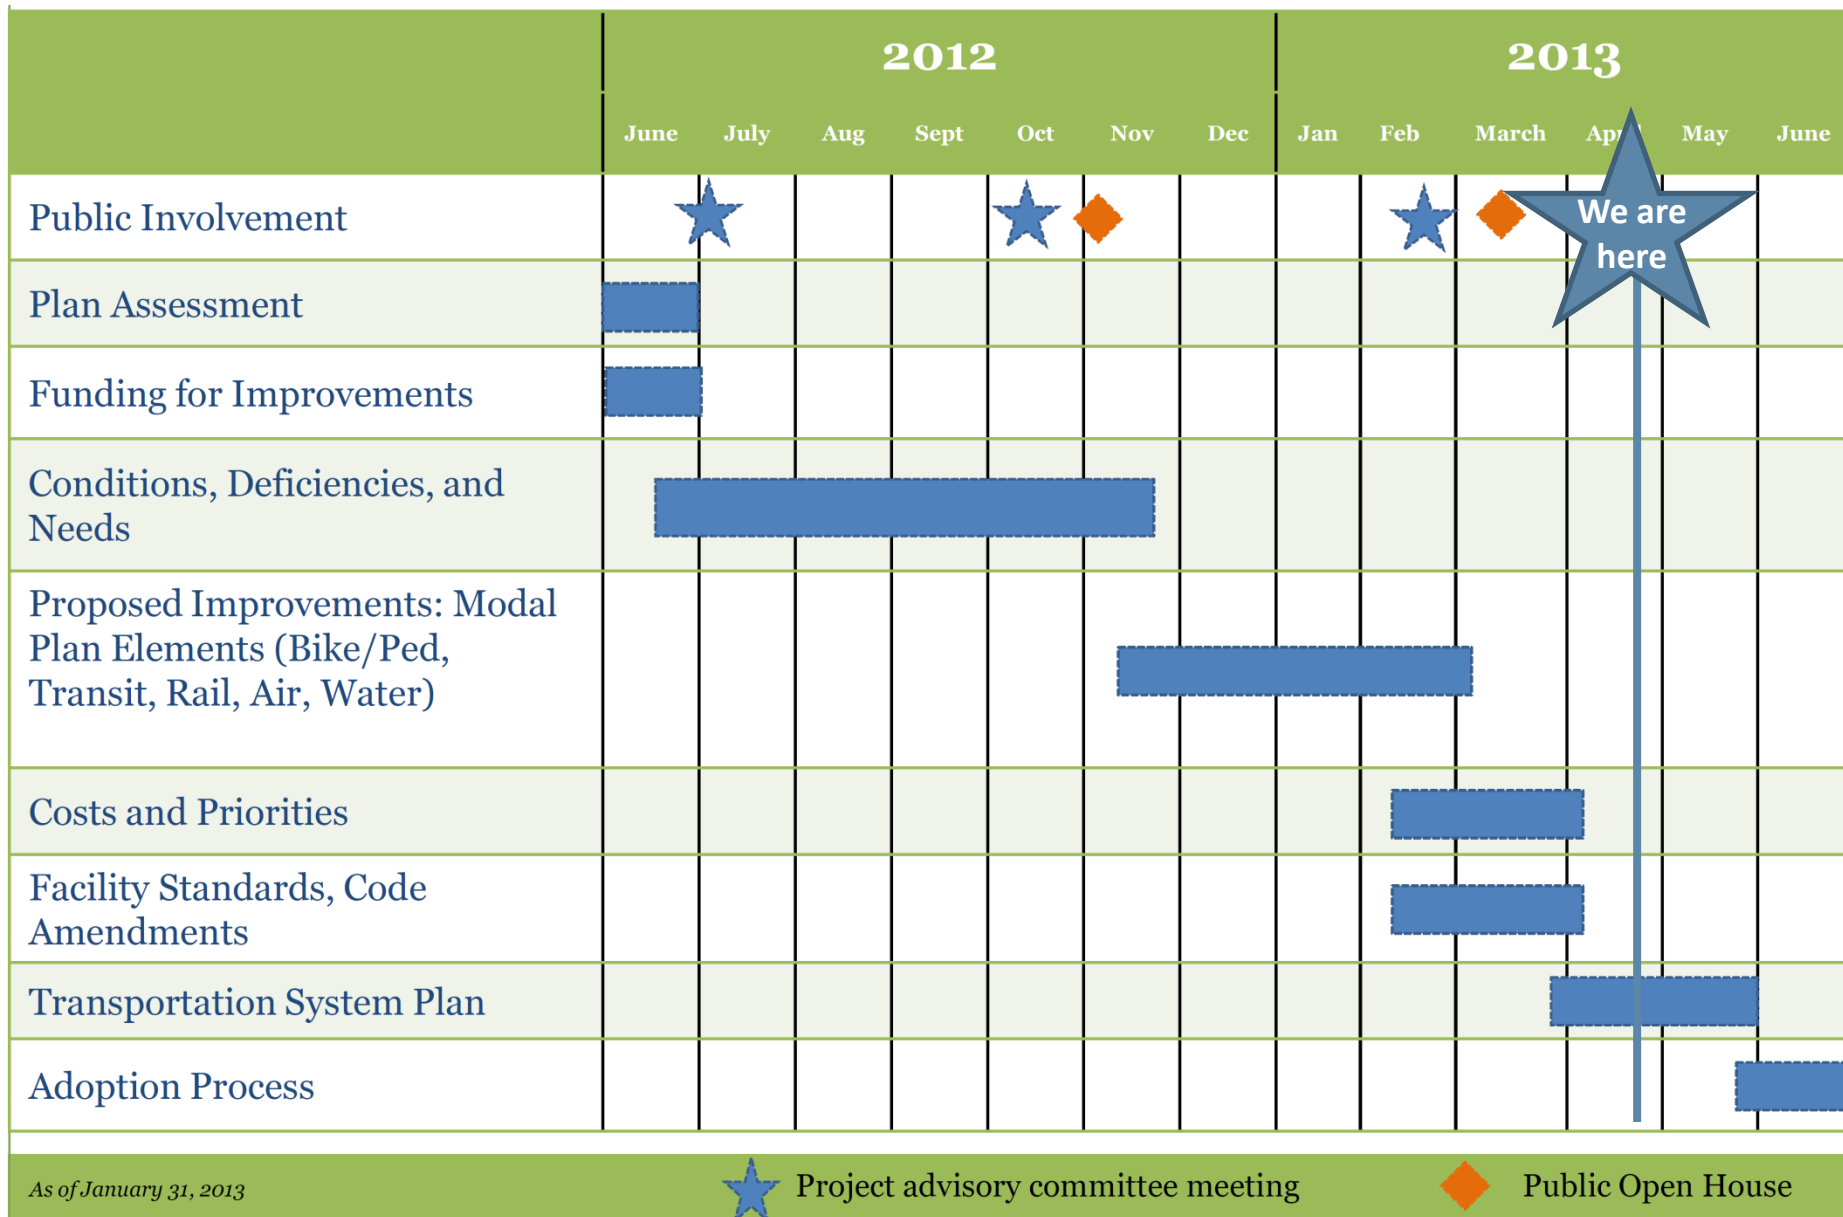 2012 2013
June July Aug Sept Oct Nov Dec Jan Feb March April May June
Public Involvement
We are
here
Plan Assessment
Funding for Improvements
Conditions, Deficiencies, and
Needs
Proposed Improvements: Modal
Plan Elements (Bike/Ped,
Transit, Rail, Air, Water)
Costs and Priorities
Facility Standards, Code
Amendments
Transportation System Plan
Adoption Process
As of January 31, 2013 Project advisory committee meeting Public Open House